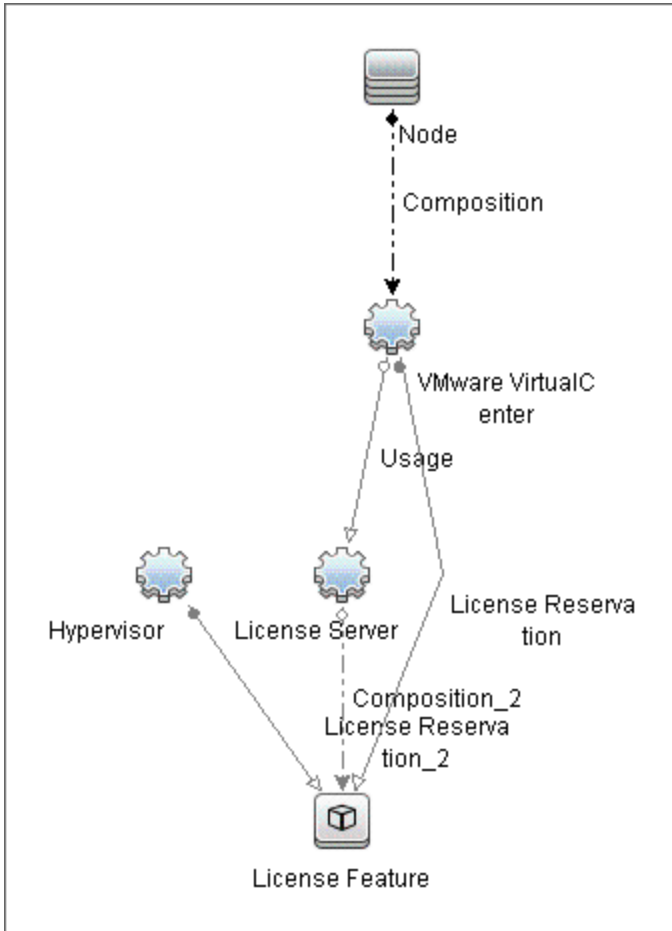 Node
Composition
VMware VirtualC
enter
Usage
Hypervisor
License Server
License Reserva
tion
Composition_2
License Reserva
tion_2
License Feature